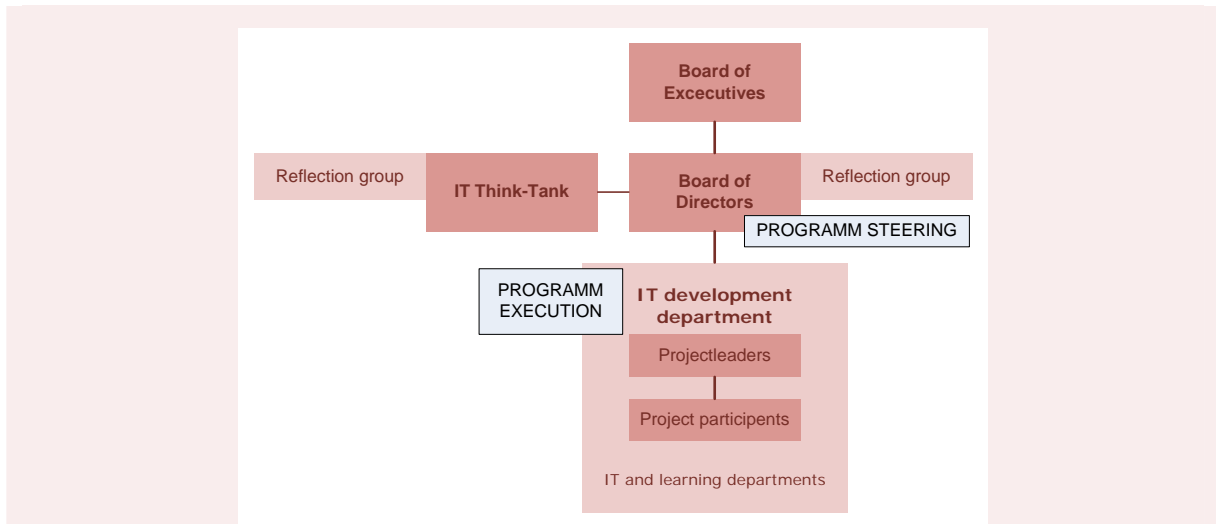 Board of
Excecutives
Reflection group
IT Think-Tank
Board of
Directors
Reflection group
PROGRAMM STEERING
PROGRAMM
EXECUTION
IT development
department
Projectleaders
Project participents
IT and learning departments